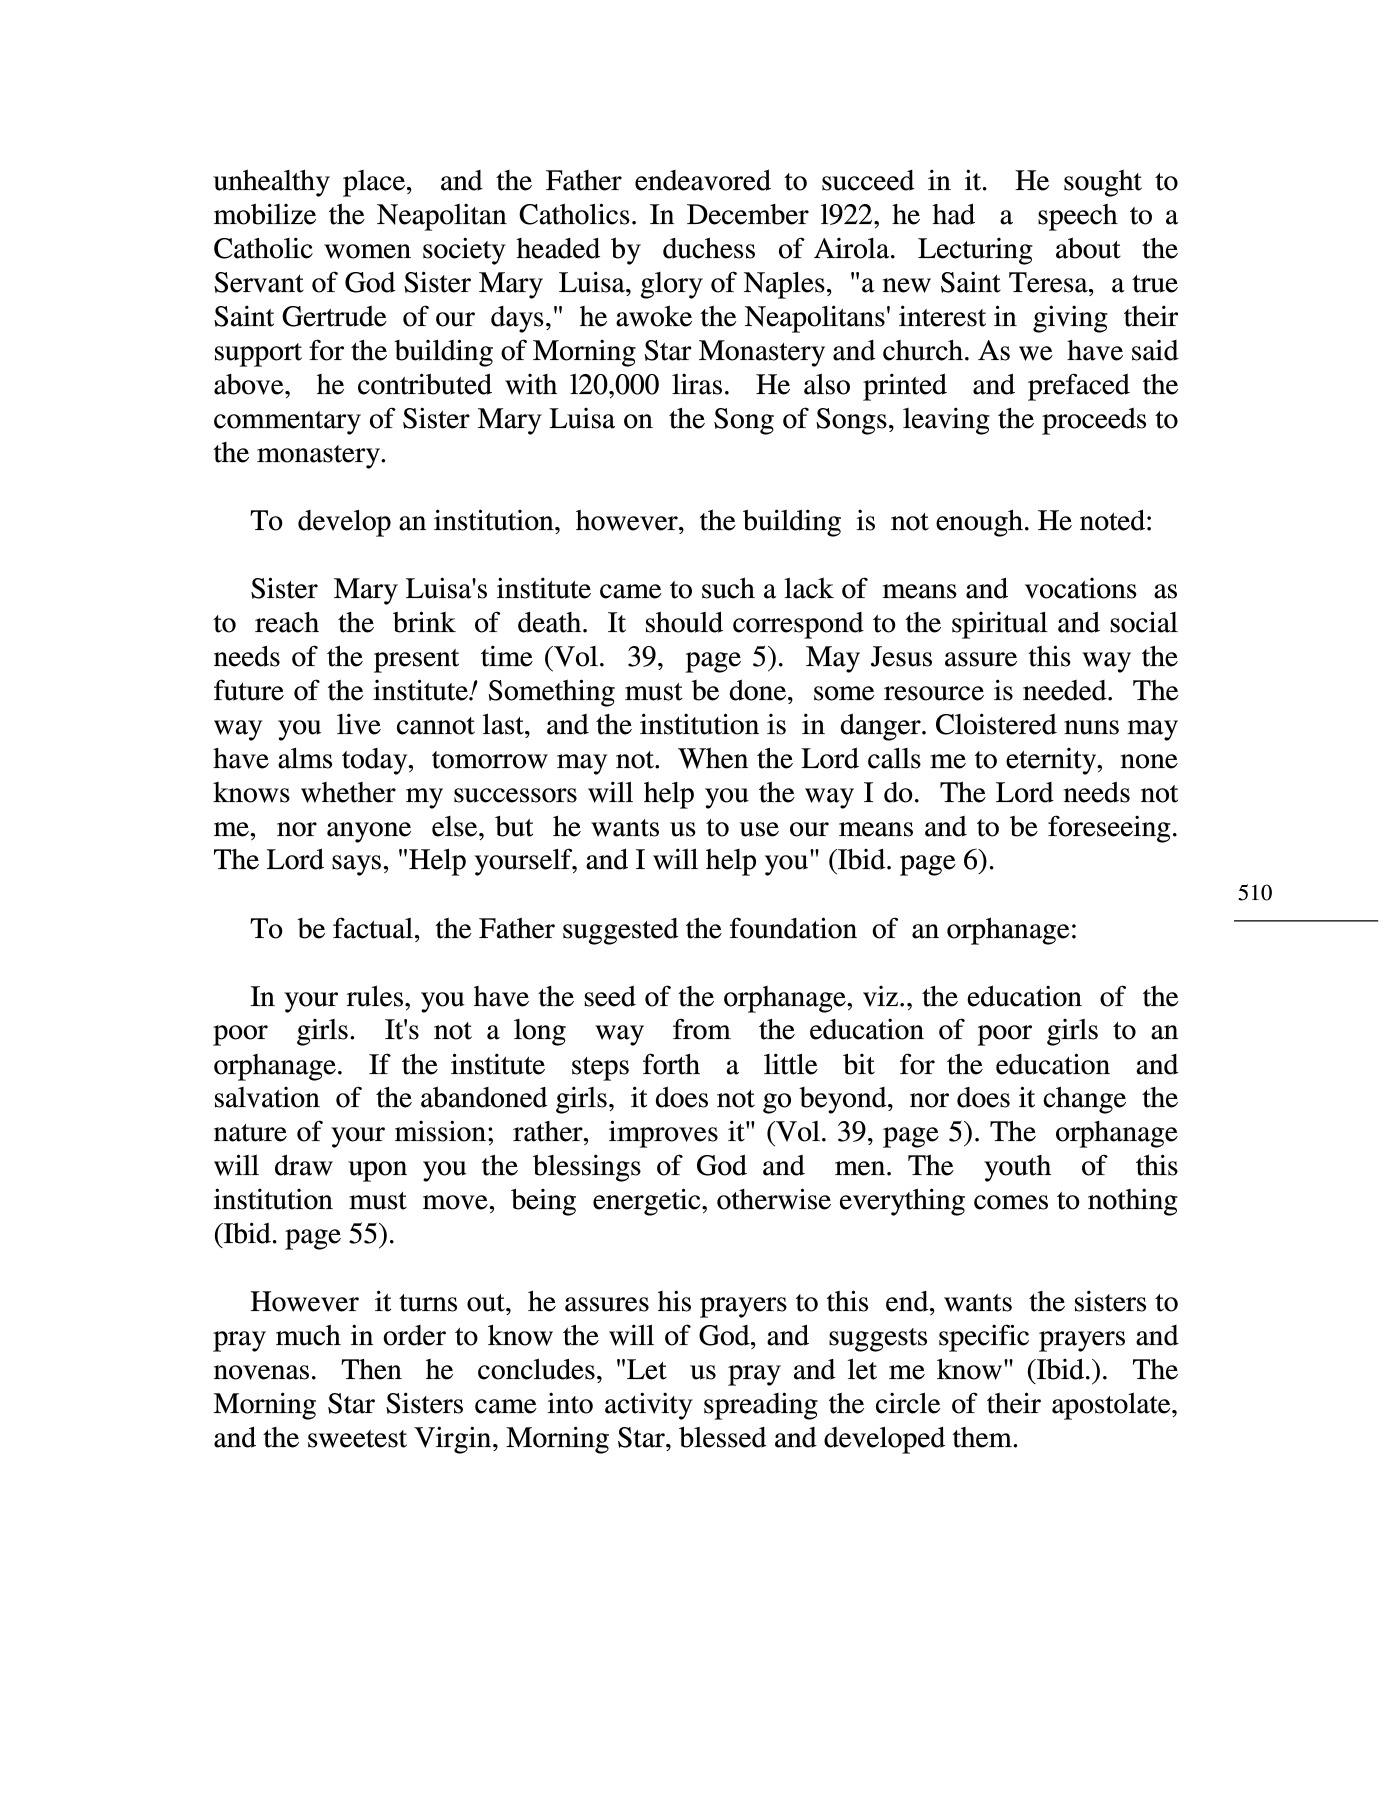 unhealthy place, and the Father endeavored to succeed in it. He sought to
mobilize the Neapolitan Catholics. In December l922, he had a speech to a
Catholic women society headed by duchess of Airola. Lecturing about the
Servant of God Sister Mary Luisa, glory of Naples, "a new Saint Teresa, a true
Saint Gertrude of our days," he awoke the Neapolitans' interest in giving their
support for the building of Morning Star Monastery and church. As we have said
above, he contributed with l20,000 liras. He also printed and prefaced the
commentary of Sister Mary Luisa on the Song of Songs, leaving the proceeds to
the monastery.
To develop an institution, however, the building is not enough. He noted:
Sister Mary Luisa's institute came to such a lack of means and vocations as
to reach the brink of death. It should correspond to the spiritual and social
needs of the present time (Vol. 39, page 5). May Jesus assure this way the
future of the institute! Something must be done, some resource is needed. The
way you live cannot last, and the institution is in danger. Cloistered nuns may
have alms today, tomorrow may not. When the Lord calls me to eternity, none
knows whether my successors will help you the way I do. The Lord needs not
me, nor anyone else, but he wants us to use our means and to be foreseeing.
The Lord says, "Help yourself, and I will help you" (Ibid. page 6).
510
To be factual, the Father suggested the foundation of an orphanage:
In your rules, you have the seed of the orphanage, viz., the education of the
poor girls. It's not a long way from the education of poor girls to an
orphanage. If the institute steps forth a little bit for the education and
salvation of the abandoned girls, it does not go beyond, nor does it change the
nature of your mission; rather, improves it" (Vol. 39, page 5). The orphanage
will draw upon you the blessings of God and men. The youth of this
institution must move, being energetic, otherwise everything comes to nothing
(Ibid. page 55).
However it turns out, he assures his prayers to this end, wants the sisters to
pray much in order to know the will of God, and suggests specific prayers and
novenas. Then he concludes, "Let us pray and let me know" (Ibid.). The
Morning Star Sisters came into activity spreading the circle of their apostolate,
and the sweetest Virgin, Morning Star, blessed and developed them.